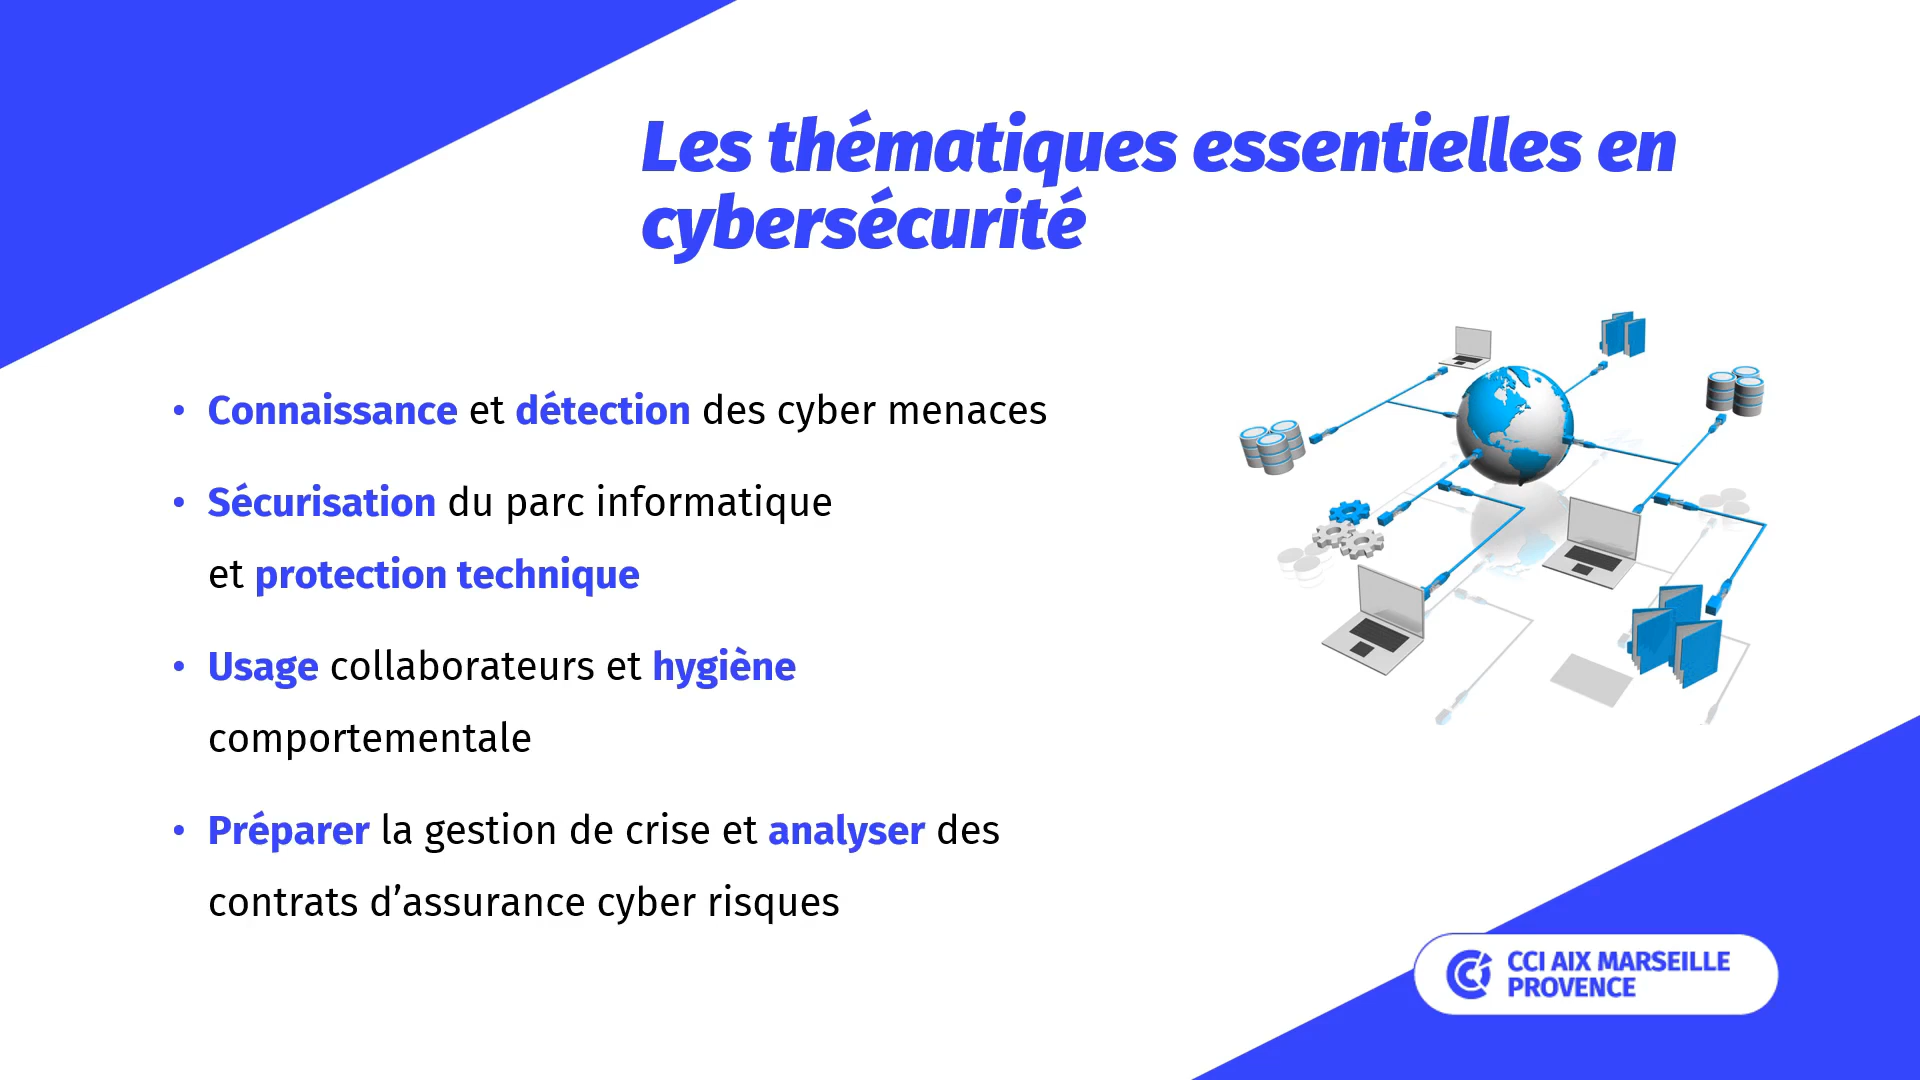 Les thématiques essentielles en
cybersécurité
• Connaissance et détection des cyber menaces
• Sécurisation du parc informatique
et protection technique
• Usage collaborateurs et hygiène
comportementale
• Préparer la gestion de crise et analyser des
contrats d’assurance cyber risques
CCI AIX MARSEILLE
PROVENCE